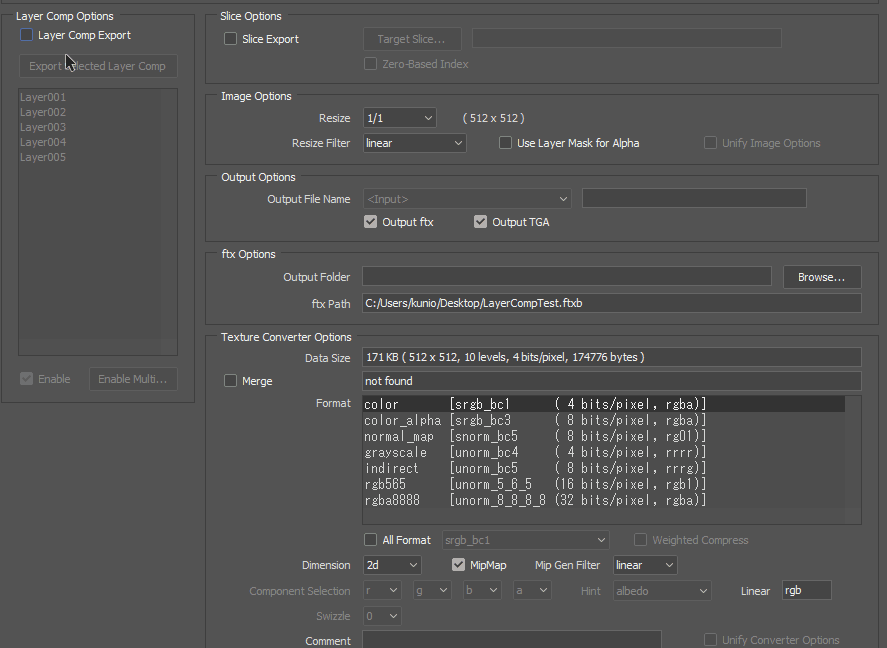 Layer Comp Options
Layer Comp Export
Export Selected Layer Comp
Layer001
Layer002
Layer003
Layer004
Layer005
Enable
Enable Multi...
Slice Options
Slice Export
Target Slice...
Zero-Based Index
Image Options
Resize 1/1 ( 512 x 512 )
Resize Filter linear Use Layer Mask for Alpha Unify Image Options
Output Options
Output File Name <Input>
Output ftx Output TGA
ftx Options
Output Folder Browse...
ftx Path C:/Users/kunio/Desktop/LayerCompTest.ftxb
Texture Converter Options
Data Size 171 KB ( 512 x 512, 10 levels, 4 bits/pixel, 174776 bytes )
Merge not found
Format color [srgb_bc1 ( 4 bits/pixel, rgba)]
color_alpha [srgb_bc3 ( 8 bits/pixel, rgba)]
normal_map [snorm_bc5 ( 8 bits/pixel, rg01)]
grayscale [unorm_bc4 ( 4 bits/pixel, rrrr)]
indirect [unorm_bc5 ( 8 bits/pixel, rrrg)]
rgb565 [unorm_5_6_5 (16 bits/pixel, rgb1)]
rgba8888 [unorm_8_8_8_8 (32 bits/pixel, rgba)]
All Format srgb_bc1 Weighted Compress
Dimension 2d MipMap Mip Gen Filter linear
Component Selection r g b a Hint albedo Linear rgb
Swizzle 0
Comment Unify Converter Options